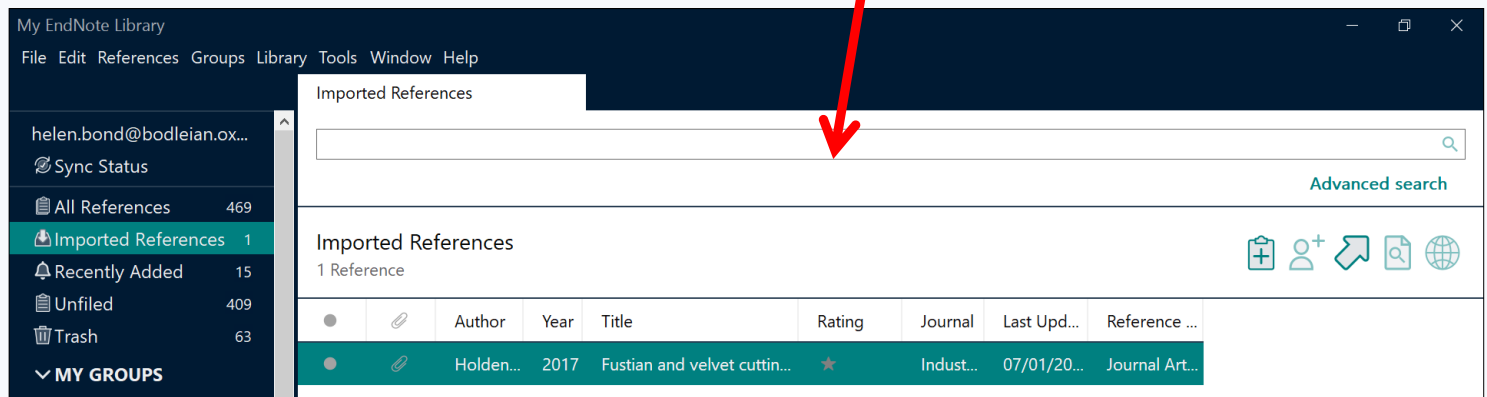 My EndNote Library
File Edit References Groups Library Tools Window Help
Imported References
helen.bond@bodleian.ox...
Sync Status
Advanced search
All References 469
Imported References 1
Recently Added 15
Unfiled 409
Trash 63
MY GROUPS
Imported References
1 Reference
Author Year Title Rating Journal Last Upd... Reference ...
Holden... 2017 Fustian and velvet cuttin... Indust... 07/01/20... Journal Art...